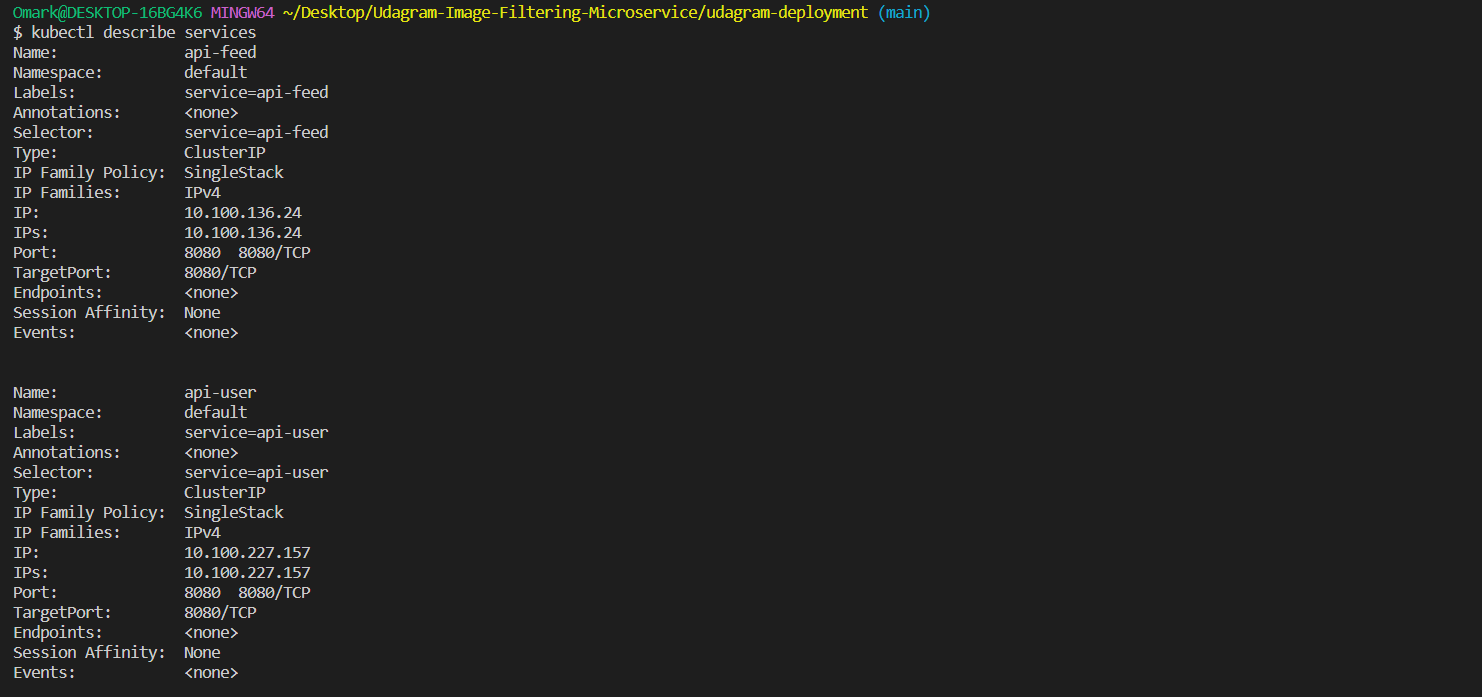 Omark@DESKTOP-16BG4K6 MINGW64 ~/Desktop/Udagram-Image-Filtering-Microservice/udagram-deployment (main)
$ kubectl describe services
Name:              api-feed
Namespace:         default
Labels:            service=api-feed
Annotations:       <none>
Selector:          service=api-feed
Type:              ClusterIP
IP Family Policy:  SingleStack
IP Families:       IPv4
IP:                10.100.136.24
IPs:               10.100.136.24
Port:              8080  8080/TCP
TargetPort:        8080/TCP
Endpoints:         <none>
Session Affinity:  None
Events:            <none>
Name:              api-user
Namespace:         default
Labels:            service=api-user
Annotations:       <none>
Selector:          service=api-user
Type:              ClusterIP
IP Family Policy:  SingleStack
IP Families:       IPv4
IP:                10.100.227.157
IPs:               10.100.227.157
Port:              8080  8080/TCP
TargetPort:        8080/TCP
Endpoints:         <none>
Session Affinity:  None
Events:            <none>